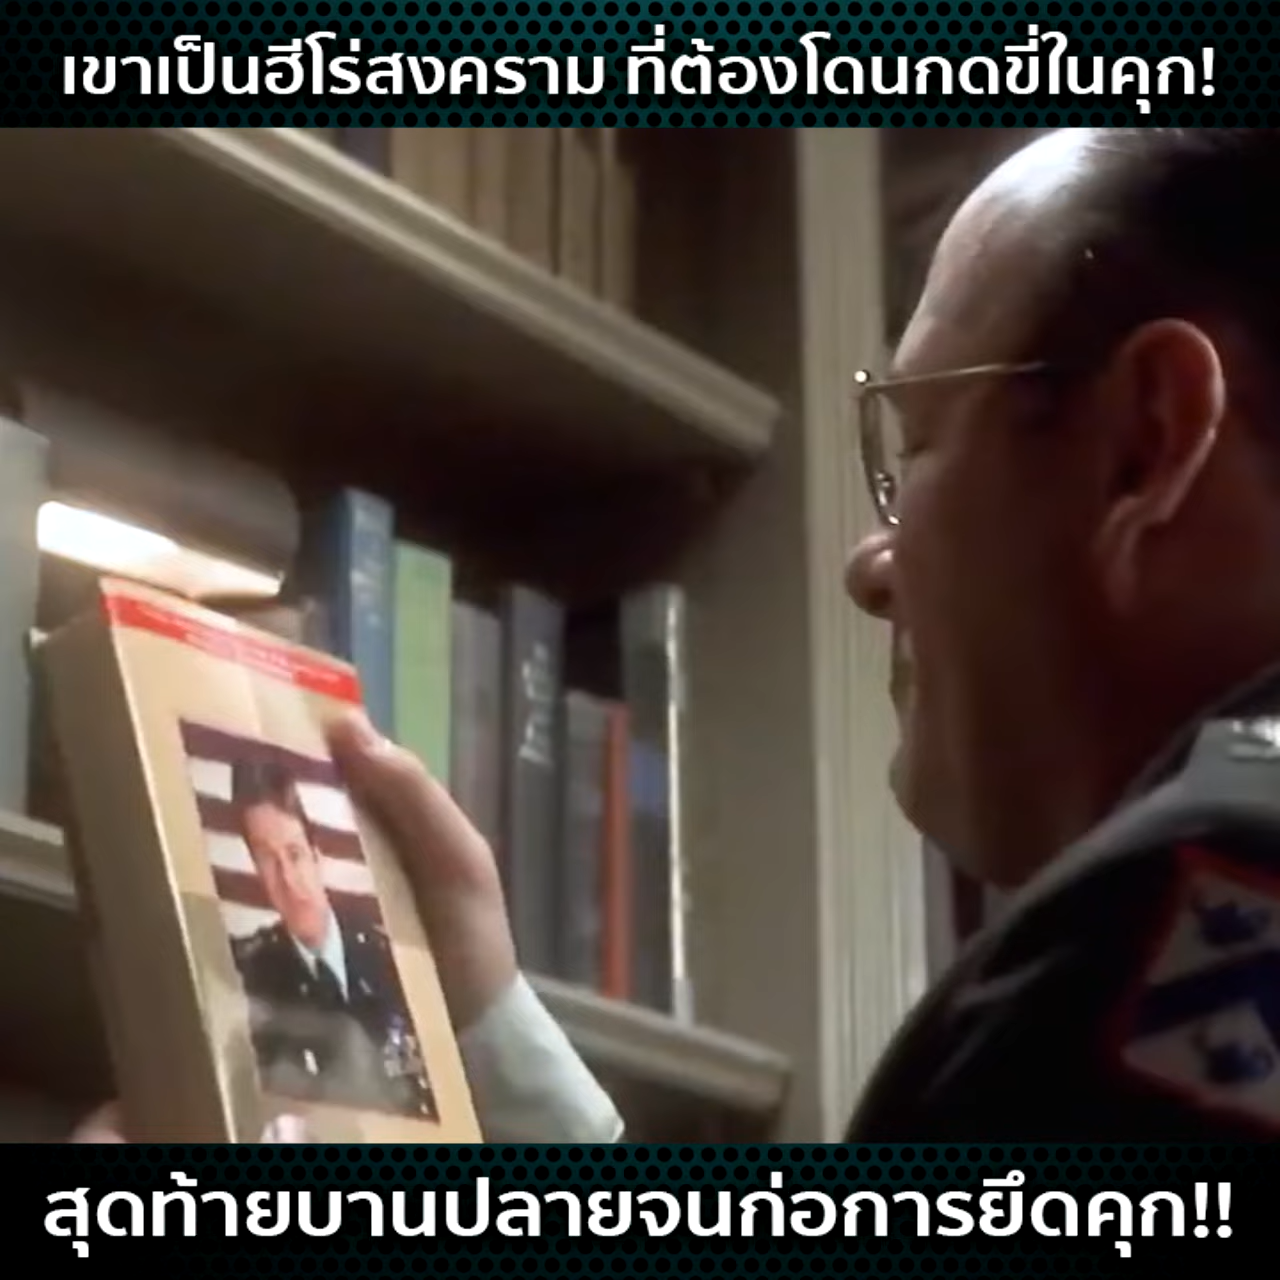 เขาเป็นฮีโร่สงคราม ที่ต้องโดนกดขี่ในคุก!
สุดท้ายบานปลายจนก่อการยึดคุก!!